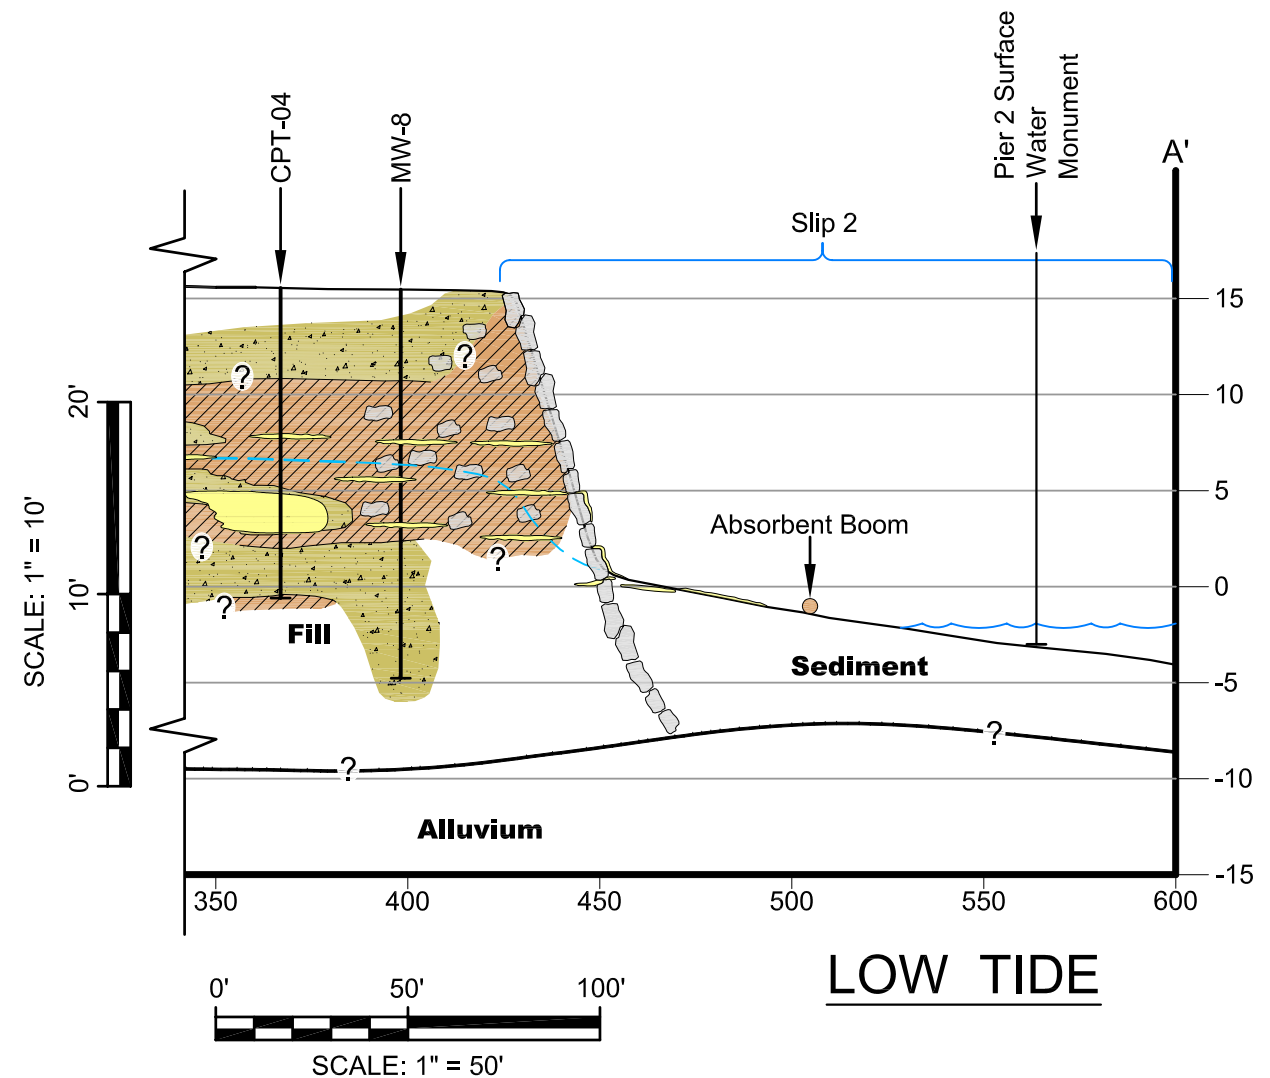 CPT-04
MW-8
Pier 2 Surface
Water
Monument
A'
Slip 2
15
10
5
0
-5
-10
-15
20'
10'
0'
SCALE: 1" = 10'
?
?
?
?
?
?
?
Absorbent Boom
Fill
Sediment
Alluvium
350
400
450
500
550
600
LOW TIDE
0'
50'
100'
SCALE: 1" = 50'